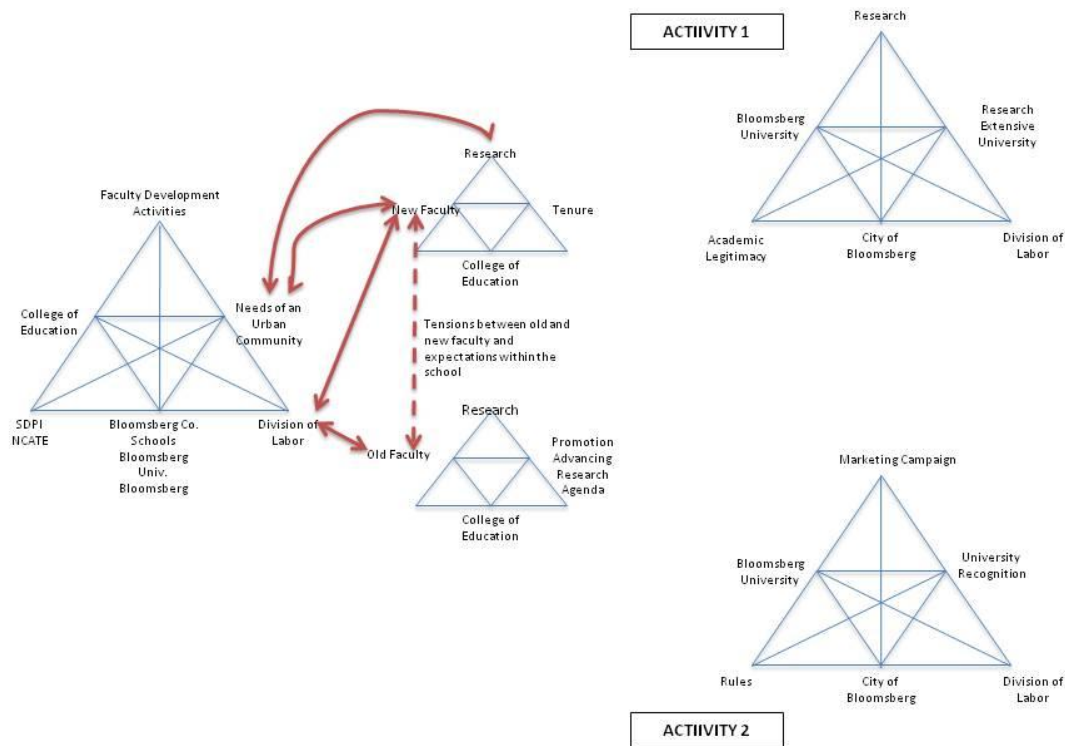 Research
ACTIIVITY 1
Bloomsberg
University
Research
Extensive
University
Academic
Legitimacy
City of
Bloomsberg
Division of
Labor
Research
New Faculty
Tenure
College of
Education
Faculty Development
Activities
College of
Education
Needs of an
Urban
Community
SDPI
NCATE
Bloomsberg Co.
Schools
Bloomsberg
Univ.
Bloomsberg
Division of
Labor
Tensions between old and
new faculty and
expectations within the
school
Research
Old Faculty
Promotion
Advancing
Research
Agenda
College of
Education
Marketing Campaign
Bloomsberg
University
University
Recognition
Rules
City of
Bloomsberg
Division of
Labor
ACTIIVITY 2